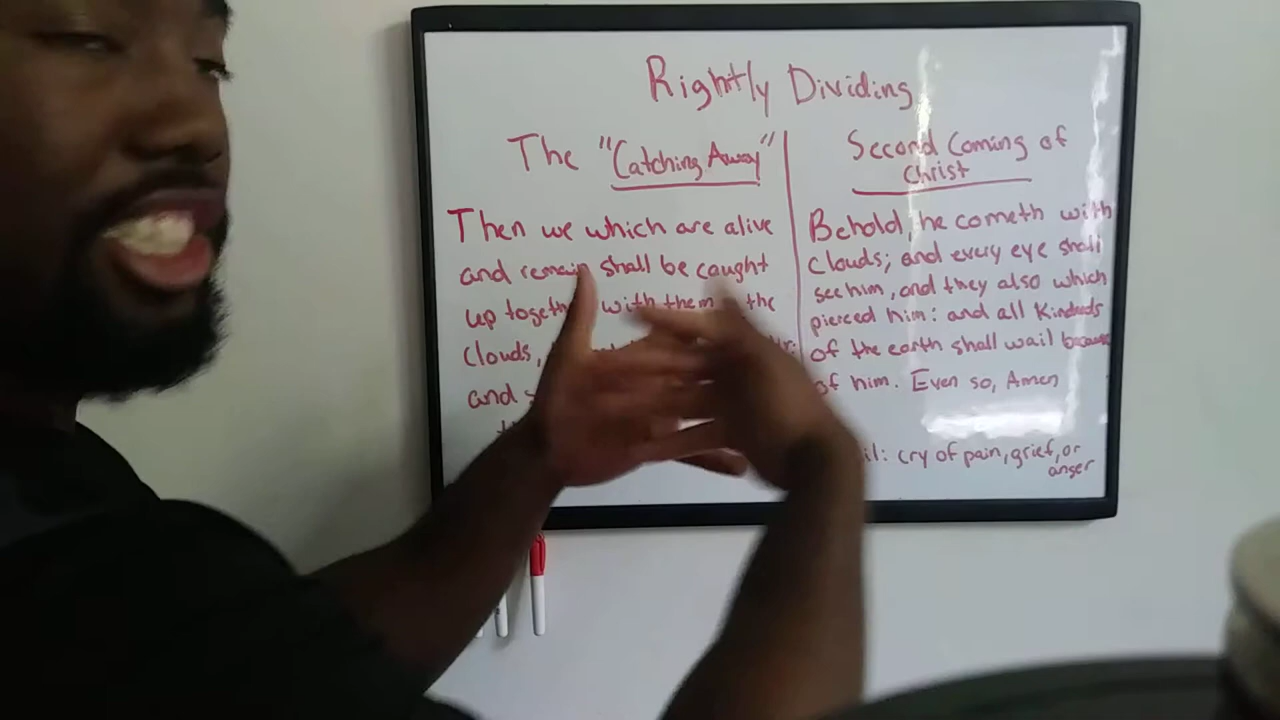 Rightly Dividing
The "Catching Away"
Then we which are alive
and remain shall be caught
up with them the
clouds,
and
Second Coming of
Christ
Behold, he cometh with
clouds; and every eye shall
see him, and they also which
pierced him: and all Kindreds
of the earth shall wail because
of him. Even so, Amen
cry of pain, grief, or
anger